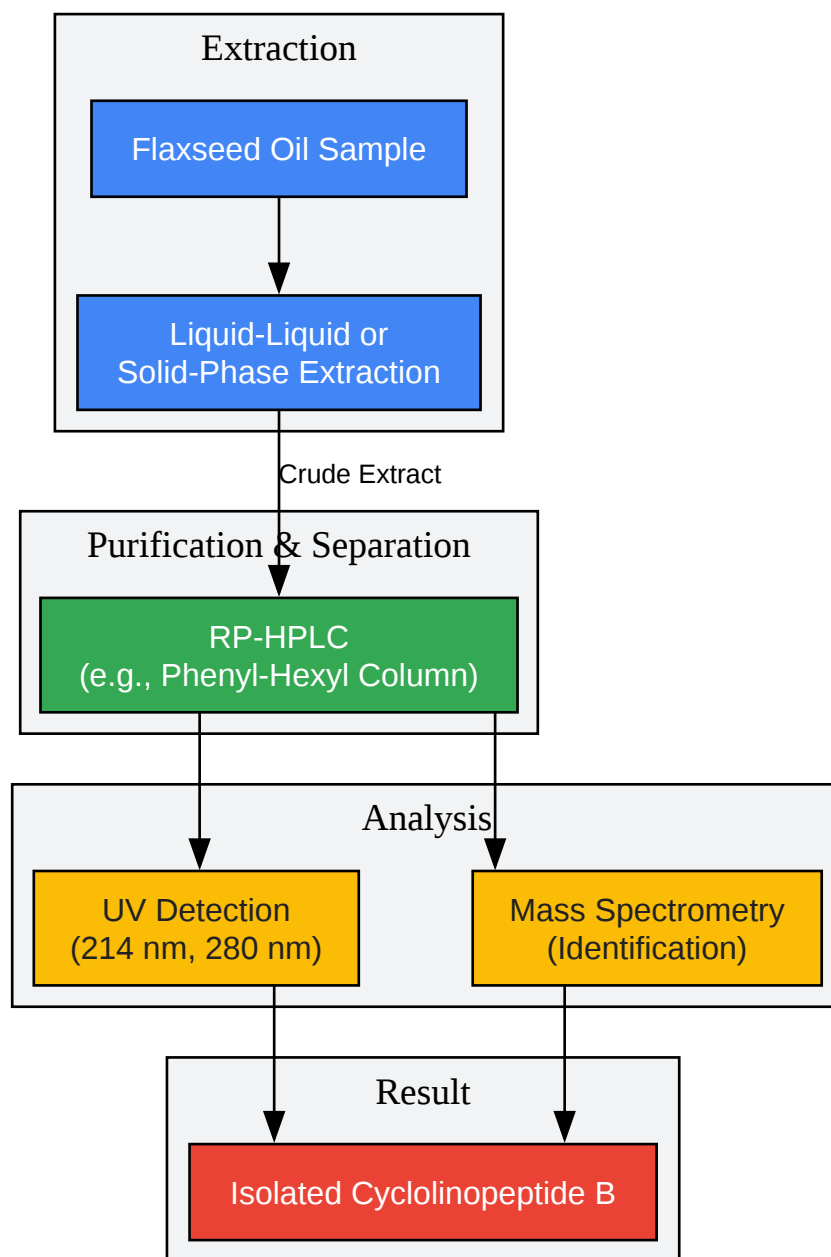 Extraction
Flaxseed Oil Sample
Liquid-Liquid or
Solid-Phase Extraction
Crude Extract
Purification & Separation
RP-HPLC
(e.g., Phenyl-Hexyl Column)
Analysis
UV Detection
(214 nm, 280 nm)
Mass Spectrometry
(Identification)
Result
Isolated Cyclolinopeptide B